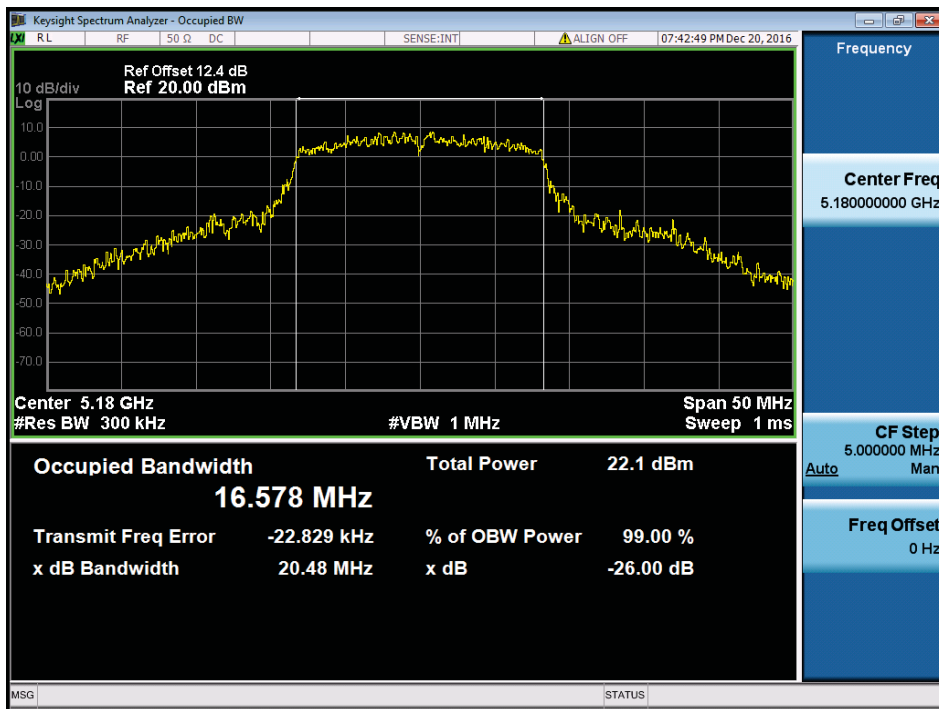 Keysight Spectrum Analyzer - Occupied BW
LXI RL RF 50 Ω DC SENSE:INT ALIGN OFF 07:42:49 PM Dec 20, 2016
Frequency
Ref Offset 12.4 dB
10 dB/div Ref 20.00 dBm
Log
10.0
0.00
-10.0
-20.0
-30.0
-40.0
-50.0
-60.0
-70.0
Center 5.18 GHz Span 50 MHz
#Res BW 300 kHz #VBW 1 MHz Sweep 1 ms
Occupied Bandwidth Total Power 22.1 dBm
16.578 MHz
Transmit Freq Error -22.829 kHz % of OBW Power 99.00 %
x dB Bandwidth 20.48 MHz x dB -26.00 dB
Center Freq
5.180000000 GHz
CF Step
5.000000 MHz
Auto Man
Freq Offset
0 Hz
MSG STATUS